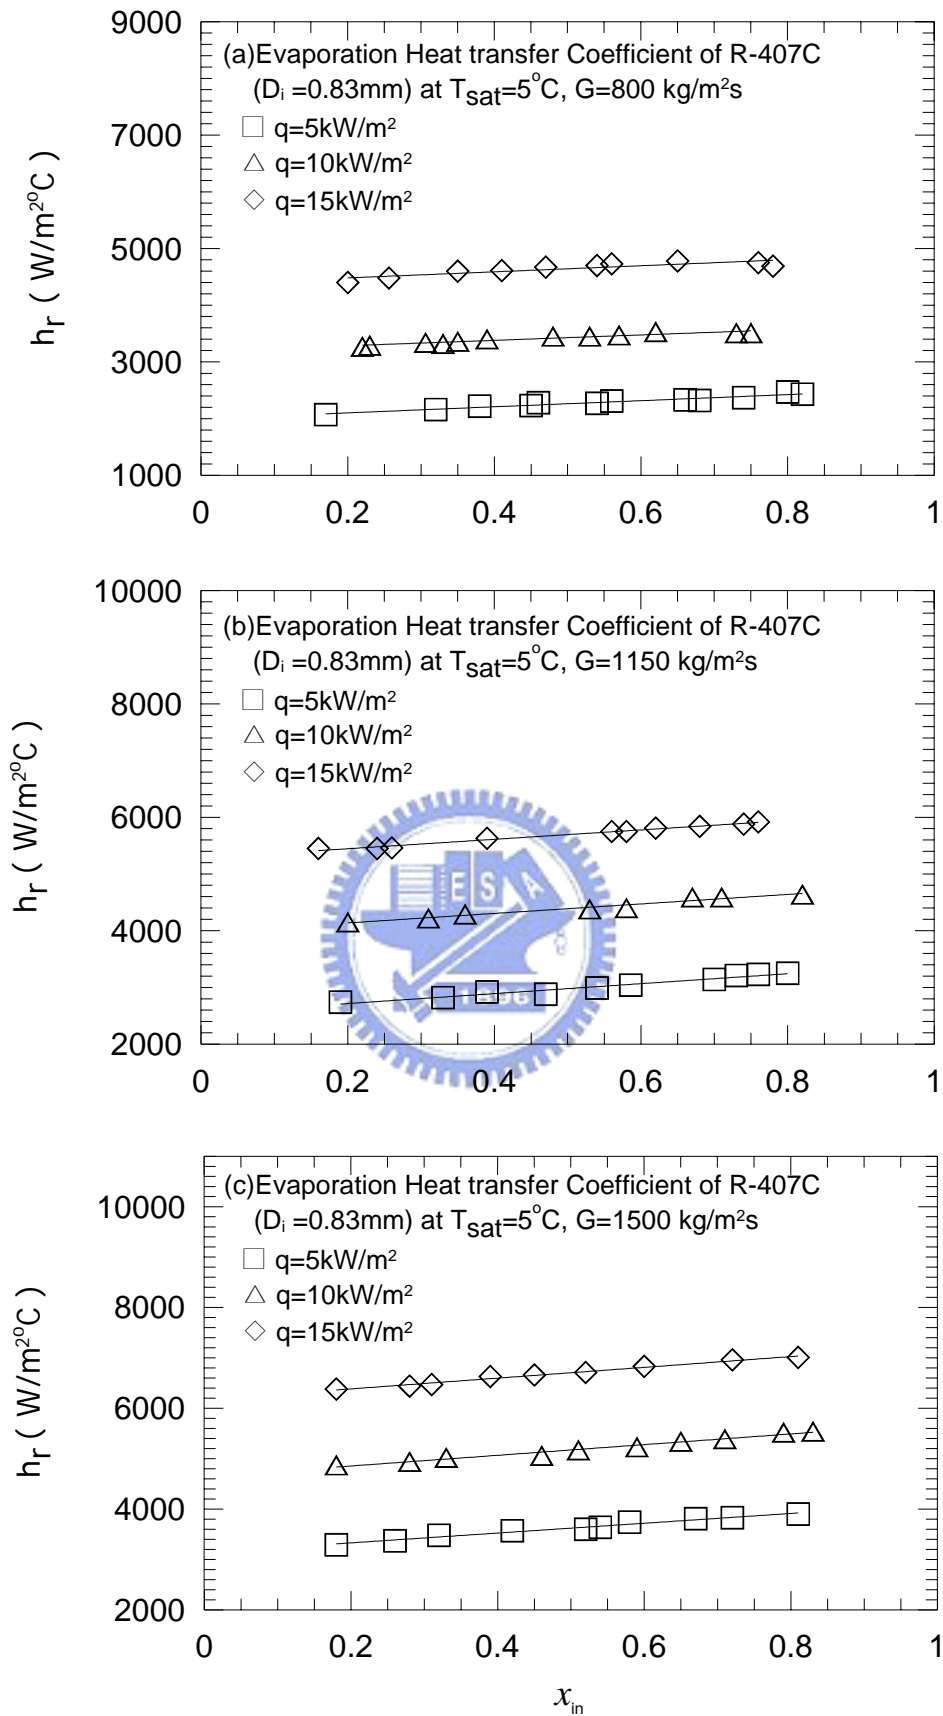 9000
(a)Evaporation Heat transfer Coefficient of R-407C
(Di =0.83mm) at Tsat=5°C, G=800 kg/m²s
q=5kW/m²
q=10kW/m²
q=15kW/m²
7000
5000
3000
1000
hr ( W/m²°C )
0 0.2 0.4 0.6 0.8 1
10000
(b)Evaporation Heat transfer Coefficient of R-407C
(Di =0.83mm) at Tsat=5°C, G=1150 kg/m²s
q=5kW/m²
q=10kW/m²
q=15kW/m²
8000
6000
4000
2000
hr ( W/m²°C )
E S A
0 0.2 0.4 0.6 0.8 1
(c)Evaporation Heat transfer Coefficient of R-407C
(Di =0.83mm) at Tsat=5°C, G=1500 kg/m²s
q=5kW/m²
q=10kW/m²
q=15kW/m²
10000
8000
6000
4000
2000
hr ( W/m²°C )
0 0.2 0.4 0.6 0.8 1
xin